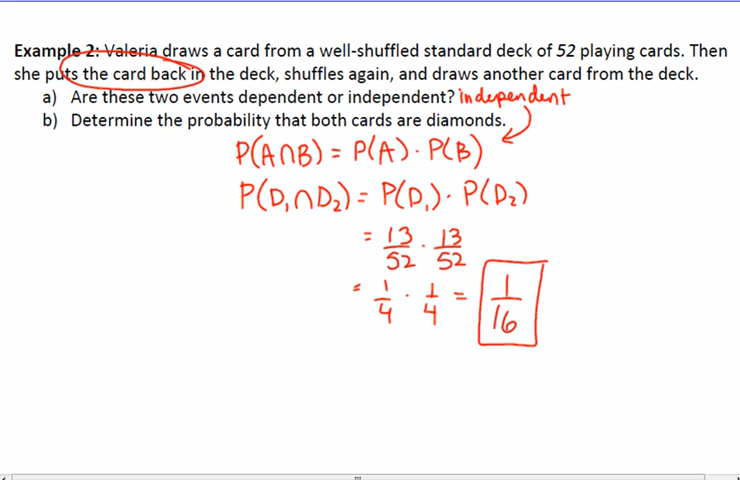 Example 2: Valeria draws a card from a well-shuffled standard deck of 52 playing cards. Then
she puts the card back in the deck, shuffles again, and draws another card from the deck.
a) Are these two events dependent or independent? independent
b) Determine the probability that both cards are diamonds.
P(A∩B) = P(A) · P(B)
P(D₁∩D₂) = P(D₁) · P(D₂)
= 13/52 · 13/52
= 1/4 · 1/4 = 1/16